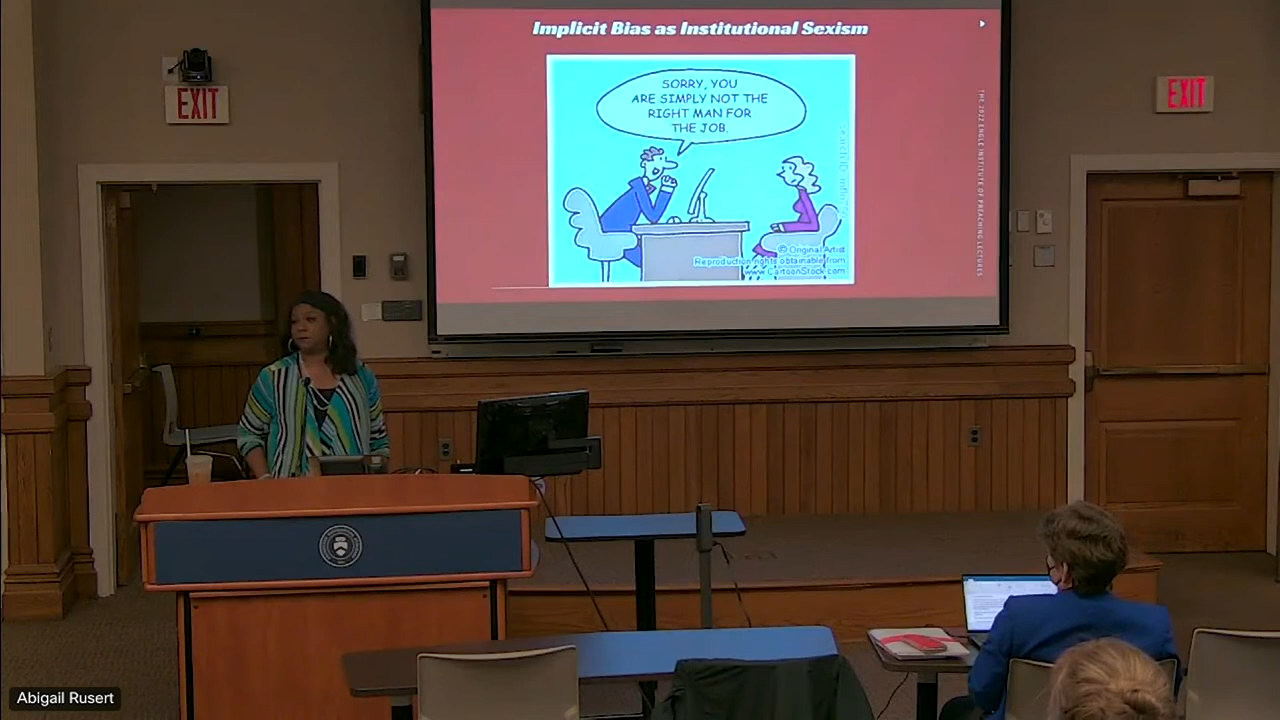 Implicit Bias as Institutional Sexism
SORRY, YOU
ARE SIMPLY NOT THE
RIGHT MAN FOR
THE JOB.
© Original Artist
Reproduction rights obtainable from
www.CartoonStock.com
THE 2022 ENGLE INSTITUTE OF PREACHING LECTURES
EXIT
EXIT
Abigail Rusert